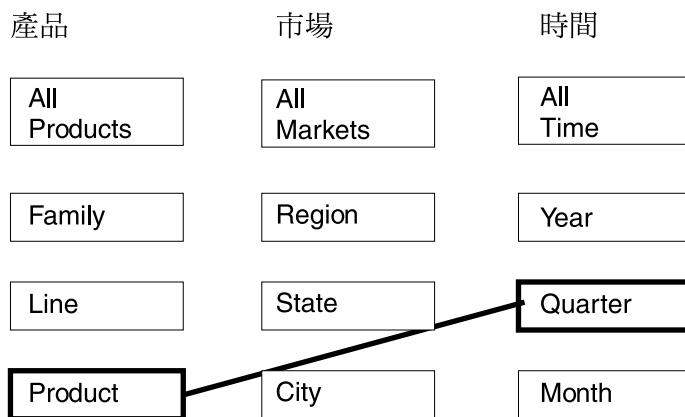 產品 市場 時間
All All All
Products Markets Time
Family Region Year
Line State Quarter
Product City Month